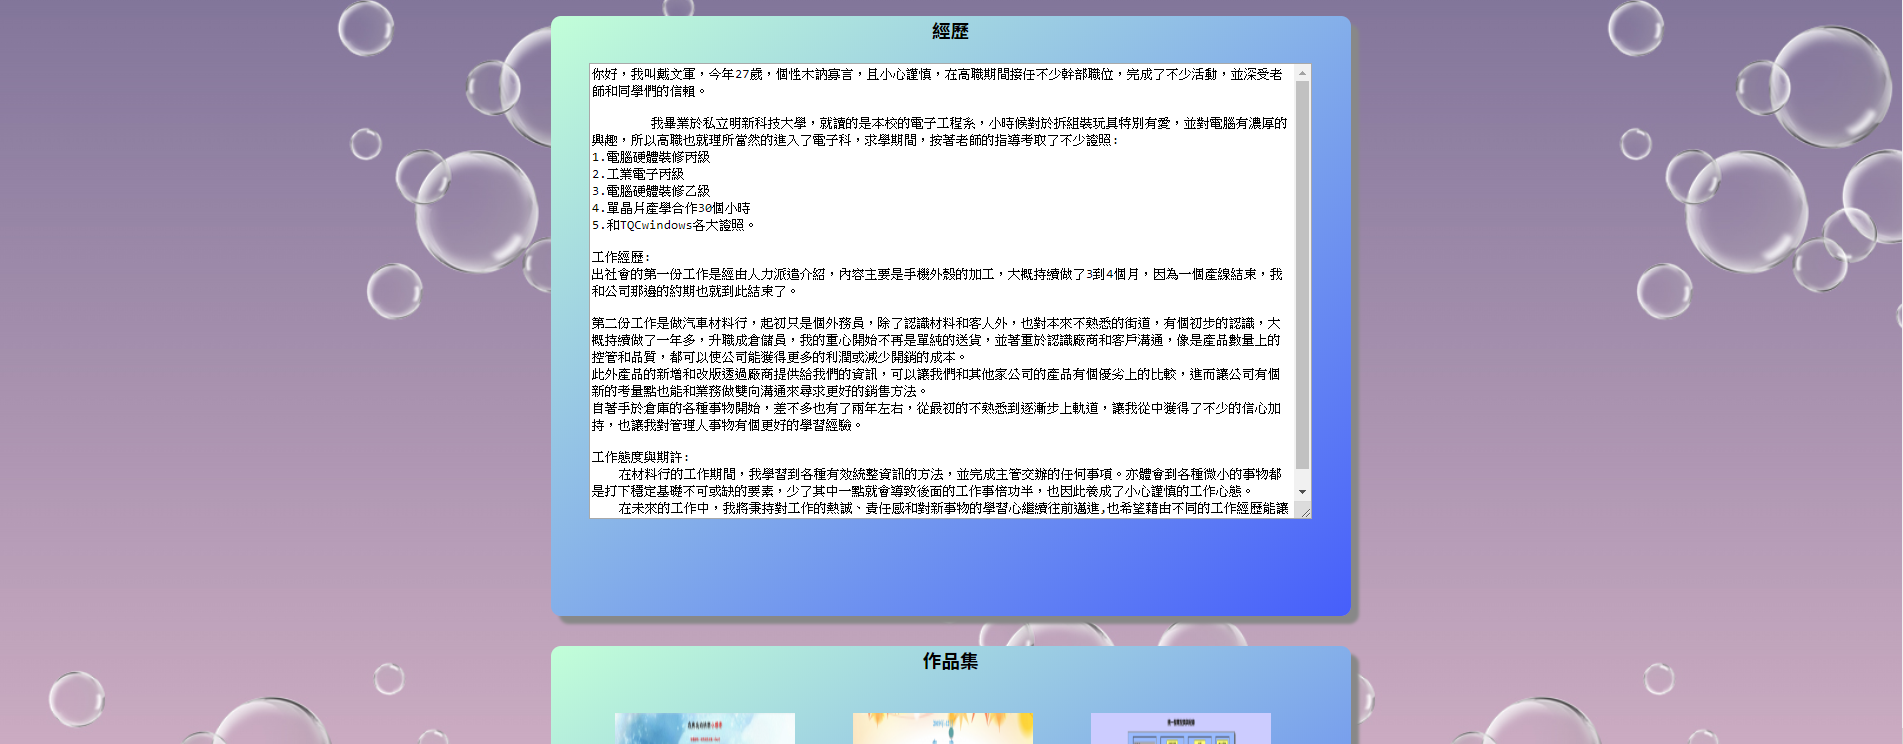 經歷
你好，我叫戴文軍，今年27歲，個性木訥寡言，且小心謹慎，在高職期間接任不少幹部職位，完成了不少活動，並深受老
師和同學們的信賴。
我畢業於私立明新科技大學，就讀的是本校的電子工程系，小時候對於拆組裝玩具特別有愛，並對電腦有濃厚的
興趣，所以高職也就理所當然的進入了電子科，求學期間，按著老師的指導考取了不少證照:
1.電腦硬體裝修丙級
2.工業電子丙級
3.電腦硬體裝修乙級
4.單晶片產學合作30個小時
5.和TQCwindows各大證照。
工作經歷:
出社會的第一份工作是經由人力派遣介紹，內容主要是手機外殼的加工，大概持續做了3到4個月，因為一個產線結束，我
和公司那邊的約期也就到此結束了。
第二份工作是做汽車材料行，起初只是個外務員，除了認識材料和客人外，也對本來不熟悉的街道，有個初步的認識，大
概持續做了一年多，升職成倉儲員，我的重心開始不再是單純的送貨，並著重於認識廠商和客戶溝通，像是產品數量上的
控管和品質，都可以使公司能獲得更多的利潤或減少開銷的成本。
此外產品的新增和改版透過廠商提供給我們的資訊，可以讓我們和其他家公司的產品有個優劣上的比較，進而讓公司有個
新的考量點也能和業務做雙向溝通來尋求更好的銷售方法。
自著手於倉庫的各種事物開始，差不多也有了兩年左右，從最初的不熟悉到逐漸步上軌道，讓我從中獲得了不少的信心加
持，也讓我對管理人事物有個更好的學習經驗。
工作態度與期許:
在材料行的工作期間，我學習到各種有效統整資訊的方法，並完成主管交辦的任何事項。亦體會到各種微小的事物都
是打下穩定基礎不可或缺的要素，少了其中一點就會導致後面的工作事倍功半，也因此養成了小心謹慎的工作心態。
在未來的工作中，我將秉持對工作的熱誠、責任感和對新事物的學習心繼續往前邁進,也希望藉由不同的工作經歷能讓
作品集